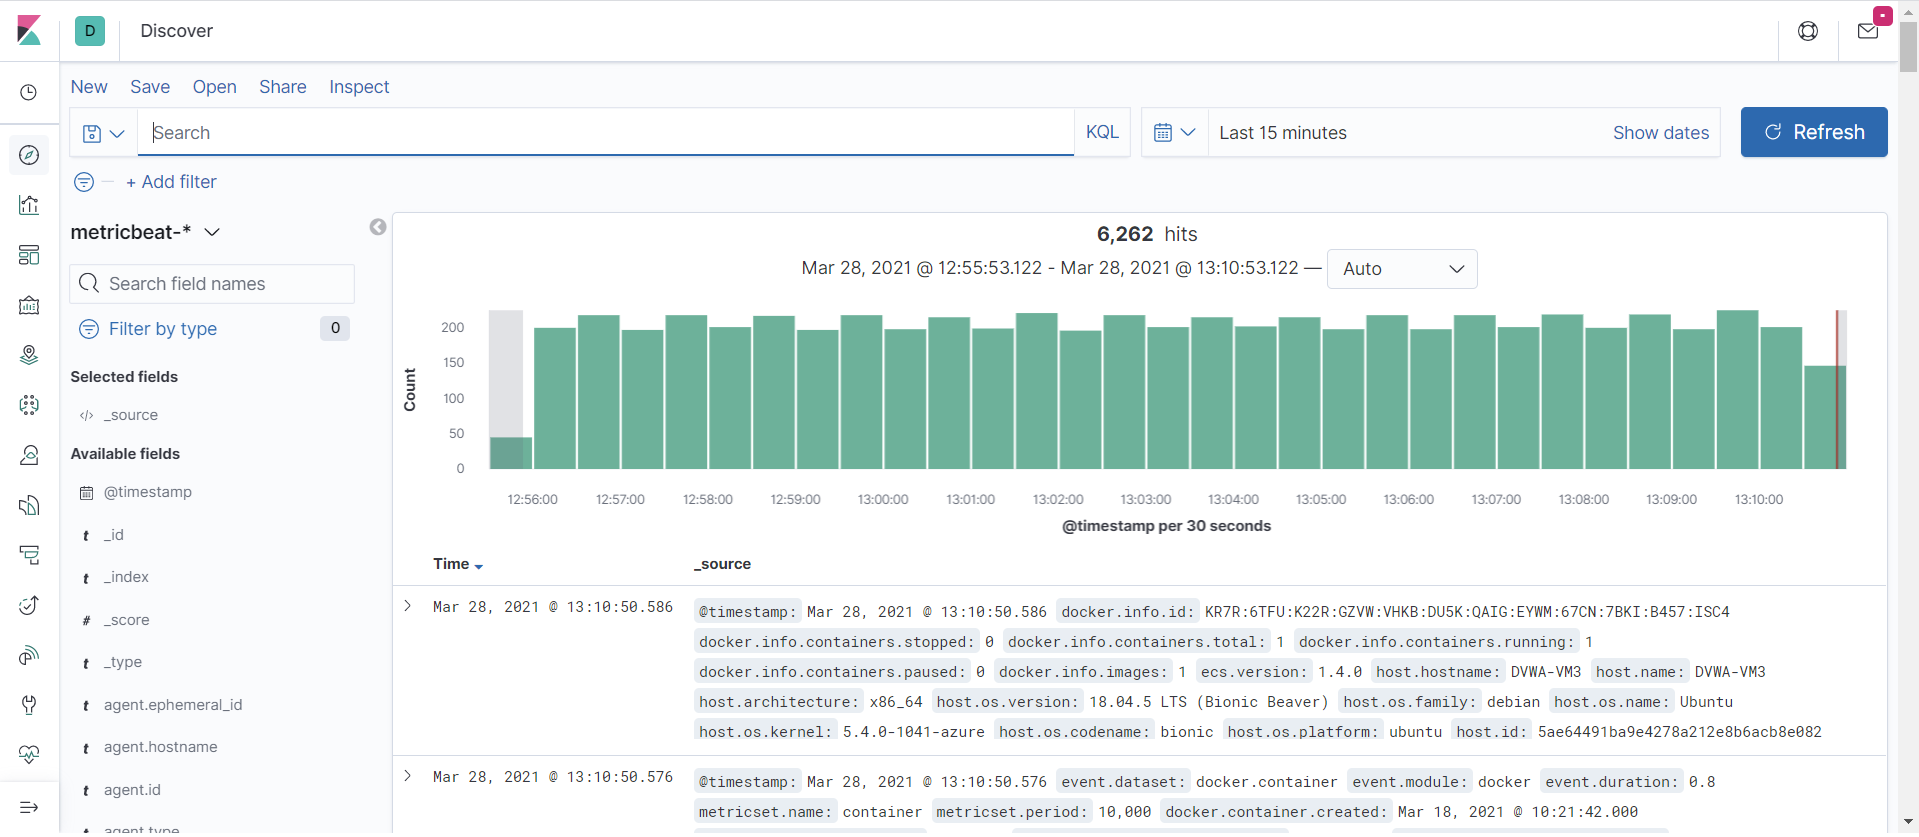 D Discover
New Save Open Share Inspect
Search KQL Last 15 minutes Show dates Refresh
+ Add filter
metricbeat-*
Search field names
Filter by type 0
Selected fields
</> _source
Available fields
@timestamp
t _id
t _index
# _score
t _type
t agent.ephemeral_id
t agent.hostname
t agent.id
agent.type
6,262 hits
Mar 28, 2021 @ 12:55:53.122 - Mar 28, 2021 @ 13:10:53.122 — Auto
Count
200
150
100
50
0
12:56:00 12:57:00 12:58:00 12:59:00 13:00:00 13:01:00 13:02:00 13:03:00 13:04:00 13:05:00 13:06:00 13:07:00 13:08:00 13:09:00 13:10:00
@timestamp per 30 seconds
Time _source
Mar 28, 2021 @ 13:10:50.586 @timestamp: Mar 28, 2021 @ 13:10:50.586 docker.info.id: KR7R:6TFU:K22R:GZVW:VHKB:DU5K:QAIG:EYWM:67CN:7BKI:B457:ISC4
docker.info.containers.stopped: 0 docker.info.containers.total: 1 docker.info.containers.running: 1
docker.info.containers.paused: 0 docker.info.images: 1 ecs.version: 1.4.0 host.hostname: DVWA-VM3 host.name: DVWA-VM3
host.architecture: x86_64 host.os.version: 18.04.5 LTS (Bionic Beaver) host.os.family: debian host.os.name: Ubuntu
host.os.kernel: 5.4.0-1041-azure host.os.codename: bionic host.os.platform: ubuntu host.id: 5ae64491ba9e4278a212e8b6acb8e082
Mar 28, 2021 @ 13:10:50.576 @timestamp: Mar 28, 2021 @ 13:10:50.576 event.dataset: docker.container event.module: docker event.duration: 0.8
metricset.name: container metricset.period: 10,000 docker.container.created: Mar 18, 2021 @ 10:21:42.000